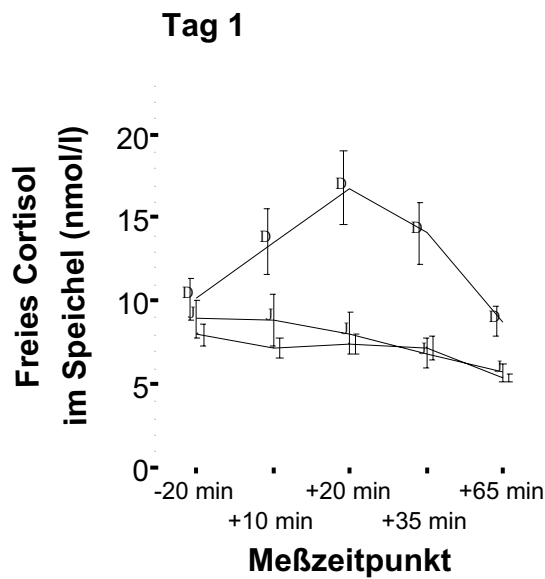 Tag 1
Freies Cortisol
im Speichel (nmol/l)
20
15
10
5
0
D
D
D
D
D
J
J
J
J
J
-20 min
+10 min
+20 min
+35 min
+65 min
Meßzeitpunkt